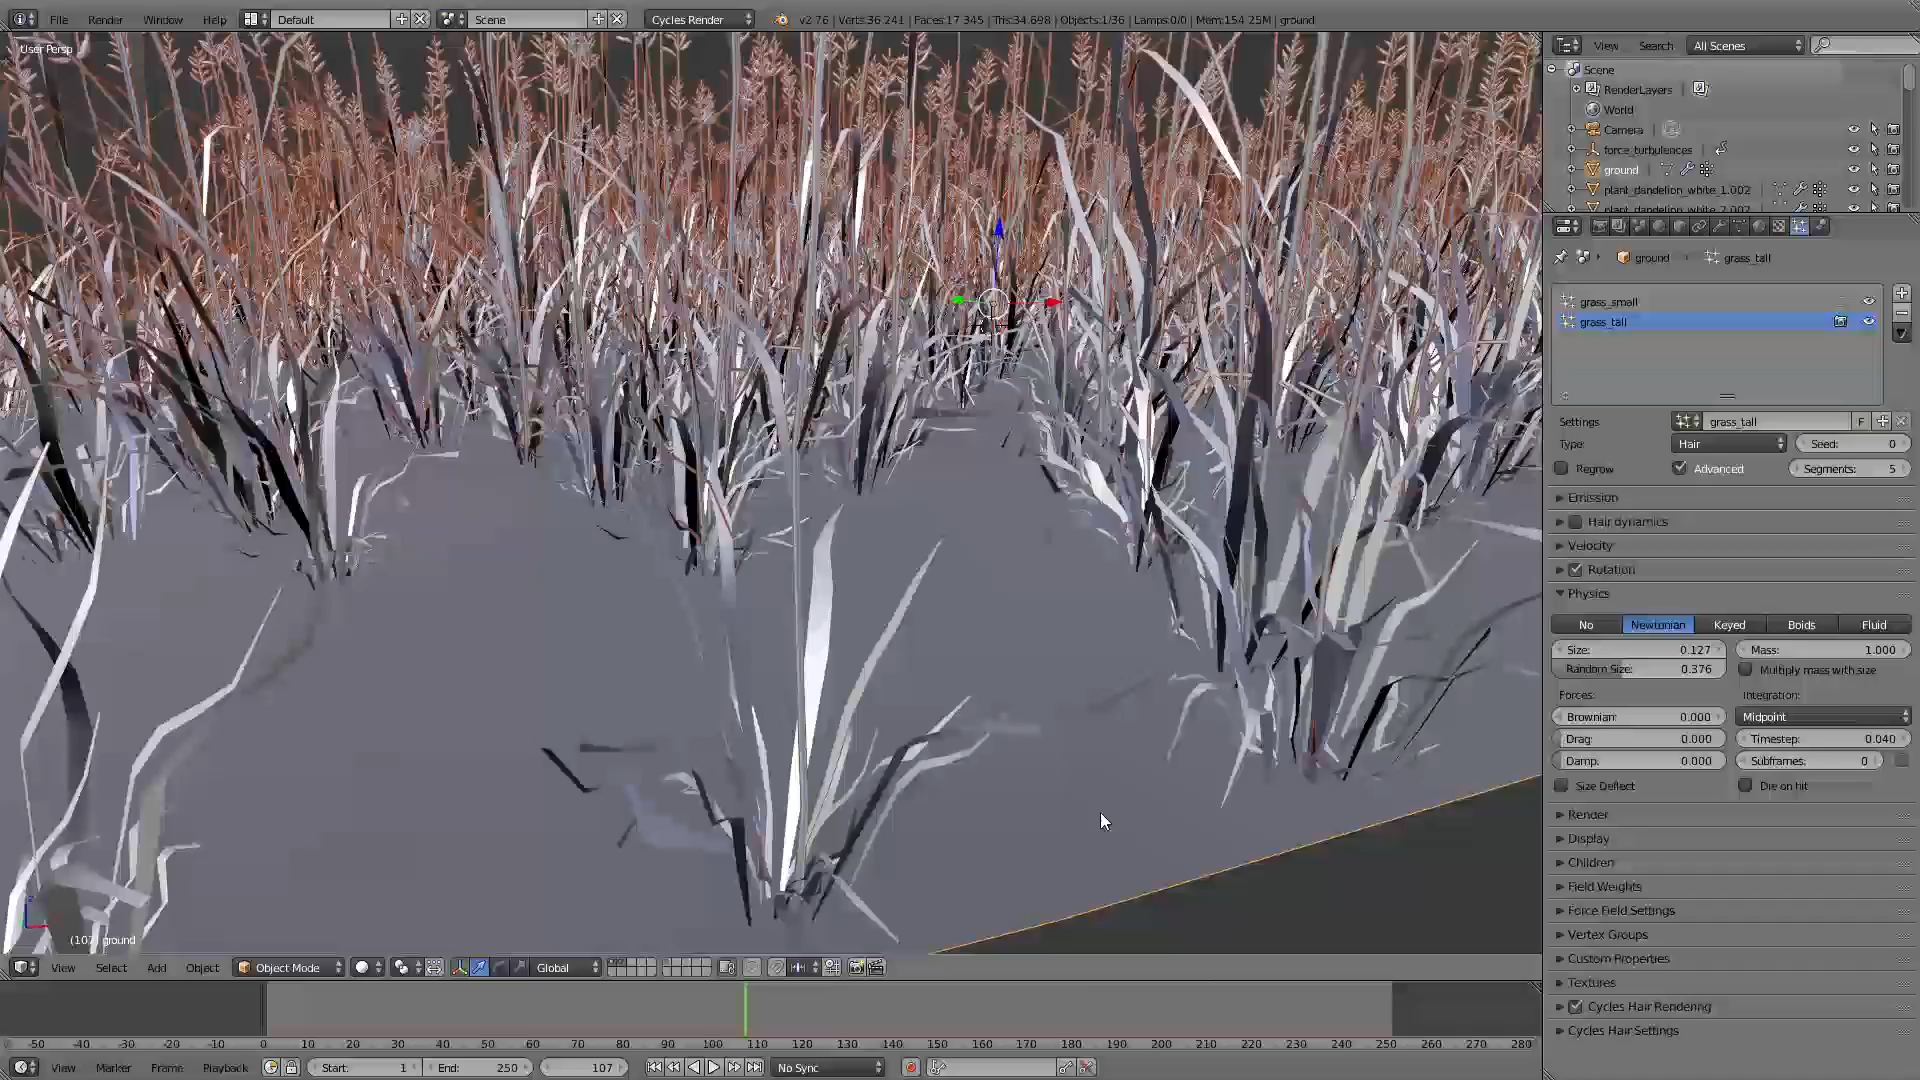 File Render Window Help Default Scene Cycles Render v2.76 | Verts:36,241 | Faces:17,345 | Tris:34,698 | Objects:1/36 | Lamps:0/0 | Mem:154.25M | ground
User Persp
View Search All Scenes
Scene
RenderLayers
World
Camera
force_turbulences
ground
plant_dandelion_white_1.002
plant_dandelion_white_2.002
ground grass_tall
grass_small
grass_tall
Settings grass_tall F
Type: Hair Seed: 0
Regrow Advanced Segments: 5
Emission
Hair dynamics
Velocity
Rotation
Physics
No Newtonian Keyed Boids Fluid
Size: 0.127 Mass: 1.000
Random Size: 0.376 Multiply mass with size
Forces: Integration:
Brownian: 0.000 Midpoint
Drag: 0.000 Timestep: 0.040
Damp: 0.000 Subframes: 0
Size Deflect Die on hit
Render
Display
Children
Field Weights
Force Field Settings
Vertex Groups
Custom Properties
Textures
Cycles Hair Rendering
Cycles Hair Settings
(107) ground
View Select Add Object Object Mode Global
-50 -40 -30 -20 -10 0 10 20 30 40 50 60 70 80 90 100 110 120 130 140 150 160 170 180 190 200 210 220 230 240 250 260 270 280
View Marker Frame Playback Start: 1 End: 250 107 No Sync